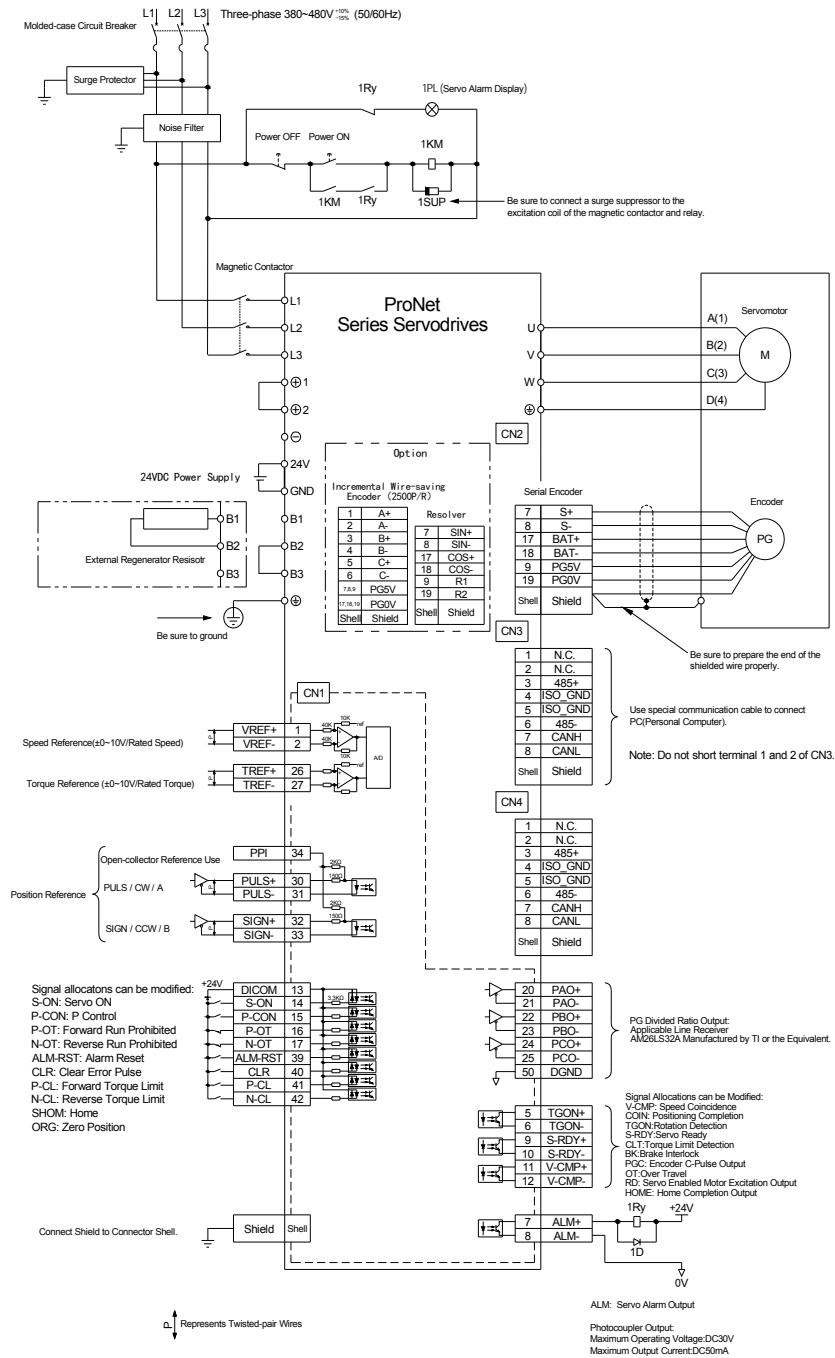 L1 L2 L3 Three-phase 380~480V +10% -15% (50/60Hz)
Molded-case Circuit Breaker
Surge Protector
Noise Filter
1Ry 1PL (Servo Alarm Display)
Power OFF Power ON
1KM
1KM 1Ry 1SUP
Be sure to connect a surge suppressor to the
excitation coil of the magnetic contactor and relay.
Magnetic Contactor
ProNet
Series Servodrives
L1
L2
L3
1
2
24V
GND
24VDC Power Supply
B1
B2
B3
External Regenerator Resisotr
B1
B2
B3
Be sure to ground
U
V
W
A(1)
B(2)
C(3)
D(4)
Servomotor
M
CN2
Option
Incremental Wire-saving
Encoder (2500P/R)
1 A+
2 A-
3 B+
4 B-
5 C+
6 C-
7,8,9 PG5V
17,18,19 PG0V
Shell Shield
Resolver
7 SIN+
8 SIN-
17 COS+
18 COS-
9 R1
19 R2
Shell Shield
Serial Encoder
7 S+
8 S-
17 BAT+
18 BAT-
9 PG5V
19 PG0V
Shell Shield
Encoder
PG
Be sure to prepare the end of the
shielded wire properly.
CN3
1 N.C.
2 N.C.
3 485+
4 ISO_GND
5 ISO_GND
6 485-
7 CANH
8 CANL
Shell Shield
Use special communication cable to connect
PC(Personal Computer).
Note: Do not short terminal 1 and 2 of CN3.
CN4
1 N.C.
2 N.C.
3 485+
4 ISO_GND
5 ISO_GND
6 485-
7 CANH
8 CANL
Shell Shield
CN1
Speed Reference(±0~10V/Rated Speed)
P
VREF+ 1
VREF- 2
40K
10K
ref
40K
10K
A/D
Torque Reference (±0~10V/Rated Torque)
P
TREF+ 26
TREF- 27
ref
Position Reference
Open-collector Reference Use
PPI 34
PULS / CW / A
P
PULS+ 30
PULS- 31
2KΩ
150Ω
SIGN / CCW / B
P
SIGN+ 32
SIGN- 33
2KΩ
150Ω
Signal allocatons can be modified:
S-ON: Servo ON
P-CON: P Control
P-OT: Forward Run Prohibited
N-OT: Reverse Run Prohibited
ALM-RST: Alarm Reset
CLR: Clear Error Pulse
P-CL: Forward Torque Limit
N-CL: Reverse Torque Limit
SHOM: Home
ORG: Zero Position
+24V
DICOM 13
S-ON 14
P-CON 15
P-OT 16
N-OT 17
ALM-RST 39
CLR 40
P-CL 41
N-CL 42
3.3KΩ
20 PAO+
21 PAO-
22 PBO+
23 PBO-
24 PCO+
25 PCO-
50 DGND
PG Divided Ratio Output:
Applicable Line Receiver
AM26LS32A Manufactured by TI or the Equivalent.
5 TGON+
6 TGON-
9 S-RDY+
10 S-RDY-
11 V-CMP+
12 V-CMP-
Signal Allocations can be Modified:
V-CMP: Speed Coincidence
COIN: Positioning Completion
TGON:Rotation Detection
S-RDY:Servo Ready
CLT:Torque Limit Detection
BK:Brake Interlock
PGC: Encoder C-Pulse Output
OT:Over Travel
RD: Servo Enabled Motor Excitation Output
HOME: Home Completion Output
Connect Shield to Connector Shell.
Shield Shell
7 ALM+
8 ALM-
1Ry
+24V
1D
0V
ALM: Servo Alarm Output
Photocoupler Output:
Maximum Operating Voltage:DC30V
Maximum Output Current:DC50mA
P Represents Twisted-pair Wires